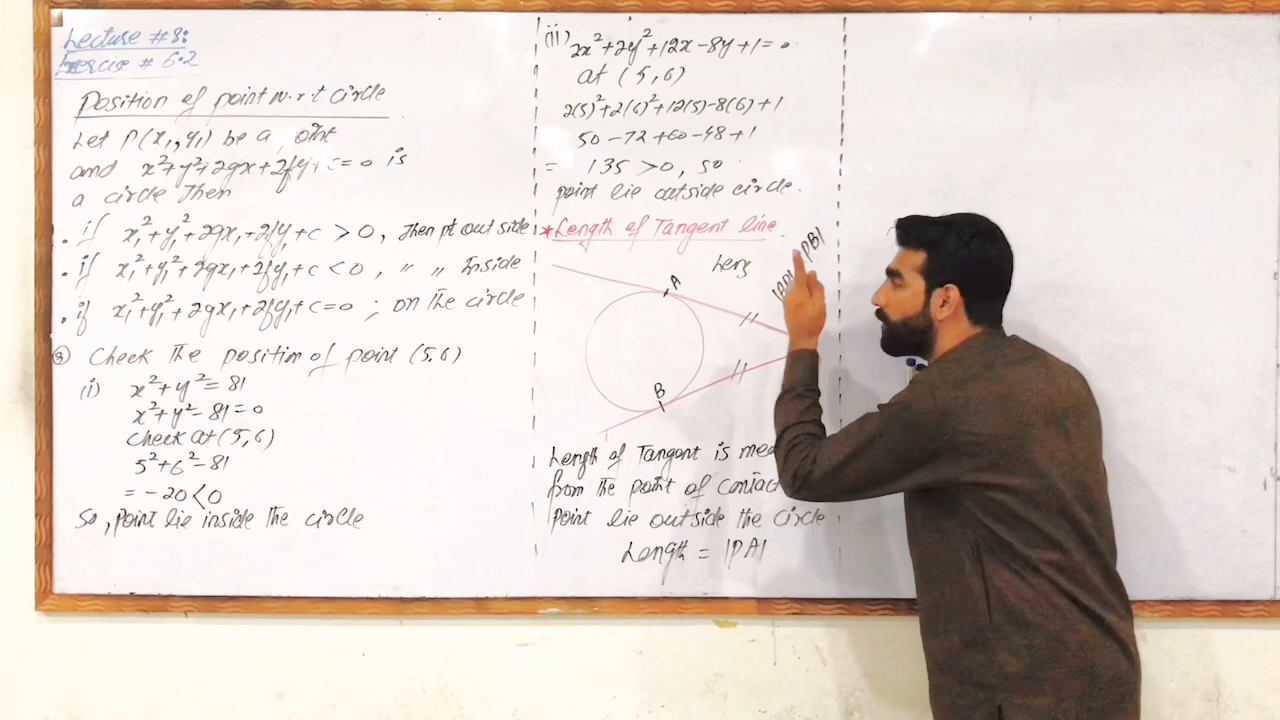 Lecture # 8:
Exercise # 6.2
Position of point w.r.t circle
Let P(x₁, y₁) be a point
and x²+y²+2gx+2fy+c=0 is
a circle Then
. if x₁²+y₁²+2gx₁+2fy₁+c > 0, Then pt out side
. if x₁²+y₁²+2gx₁+2fy₁+c < 0, " " Inside
. if x₁²+y₁²+2gx₁+2fy₁+c=0 ; on The circle
Q Check The position of point (5,6)
(i) x²+y²=81
x²+y²-81=0
Check at (5,6)
5²+6²-81
= -20<0
So, point lie inside the circle
(ii) 2x²+2y²+12x-8y+1=0
at (5,6)
2(5)²+2(6)²+12(5)-8(6)+1
50-72+60-48+1
= 135 >0, so
point lie outside circle.
* Length of Tangent line.
Leng
|PB|
A
B
Length of Tangent is
from the point of contact
point lie outside the circle
Length = |PA|